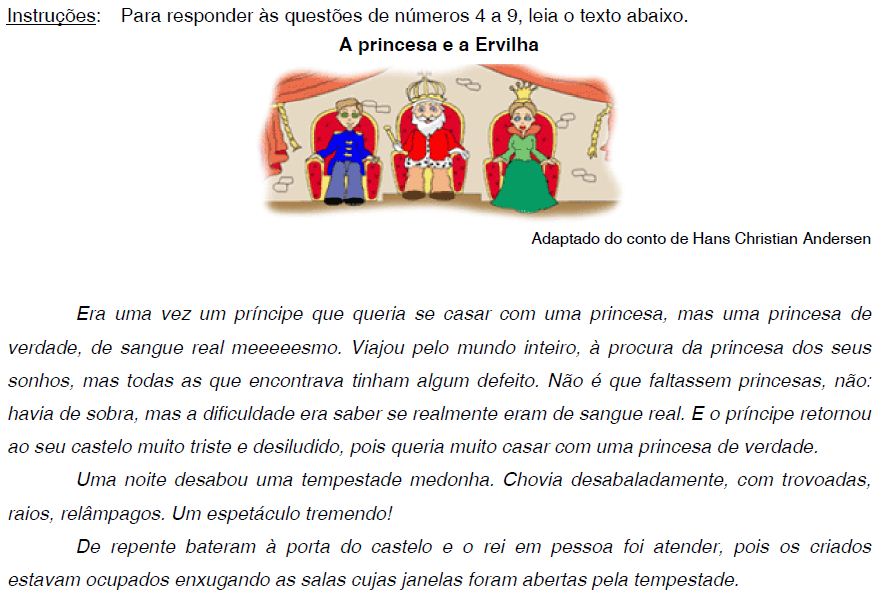 Instruções: Para responder às questões de números 4 a 9, leia o texto abaixo.
A princesa e a Ervilha
Adaptado do conto de Hans Christian Andersen
Era uma vez um príncipe que queria se casar com uma princesa, mas uma princesa de
verdade, de sangue real meeeeesmo. Viajou pelo mundo inteiro, à procura da princesa dos seus
sonhos, mas todas as que encontrava tinham algum defeito. Não é que faltassem princesas, não:
havia de sobra, mas a dificuldade era saber se realmente eram de sangue real. E o príncipe retornou
ao seu castelo muito triste e desiludido, pois queria muito casar com uma princesa de verdade.
Uma noite desabou uma tempestade medonha. Chovia desabaladamente, com trovoadas,
raios, relâmpagos. Um espetáculo tremendo!
De repente bateram à porta do castelo e o rei em pessoa foi atender, pois os criados
estavam ocupados enxugando as salas cujas janelas foram abertas pela tempestade.